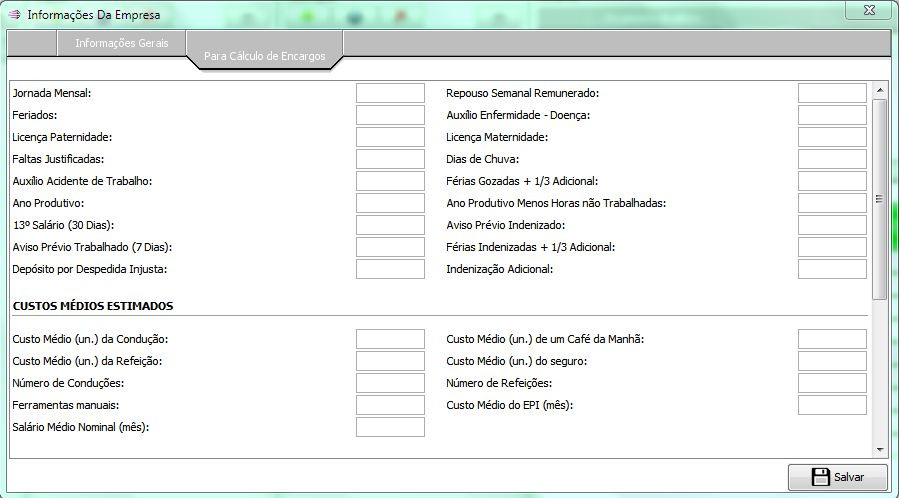 Informações Da Empresa
Informações Gerais
Para Cálculo de Encargos
Jornada Mensal: Repouso Semanal Remunerado:
Feriados: Auxílio Enfermidade - Doença:
Licença Paternidade: Licença Maternidade:
Faltas Justificadas: Dias de Chuva:
Auxílio Acidente de Trabalho: Férias Gozadas + 1/3 Adicional:
Ano Produtivo: Ano Produtivo Menos Horas não Trabalhadas:
13º Salário (30 Dias): Aviso Prévio Indenizado:
Aviso Prévio Trabalhado (7 Dias): Férias Indenizadas + 1/3 Adicional:
Depósito por Despedida Injusta: Indenização Adicional:
CUSTOS MÉDIOS ESTIMADOS
Custo Médio (un.) da Condução: Custo Médio (un.) de um Café da Manhã:
Custo Médio (un.) da Refeição: Custo Médio (un.) do seguro:
Número de Conduções: Número de Refeições:
Ferramentas manuais: Custo Médio do EPI (mês):
Salário Médio Nominal (mês):
Salvar